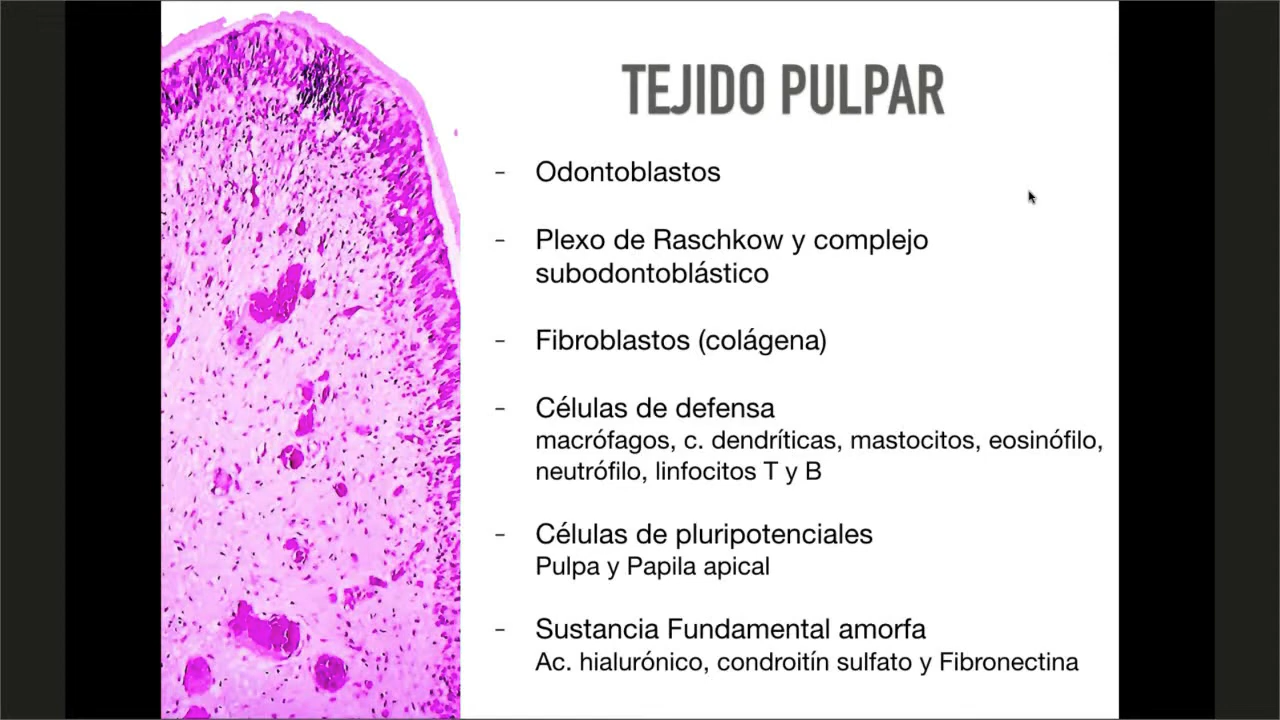 TEJIDO PULPAR
- Odontoblastos
- Plexo de Raschkow y complejo
subodontoblástico
- Fibroblastos (colágena)
- Células de defensa
macrófagos, c. dendríticas, mastocitos, eosinófilo,
neutrófilo, linfocitos T y B
- Células de pluripotenciales
Pulpa y Papila apical
- Sustancia Fundamental amorfa
Ac. hialurónico, condroitín sulfato y Fibronectina